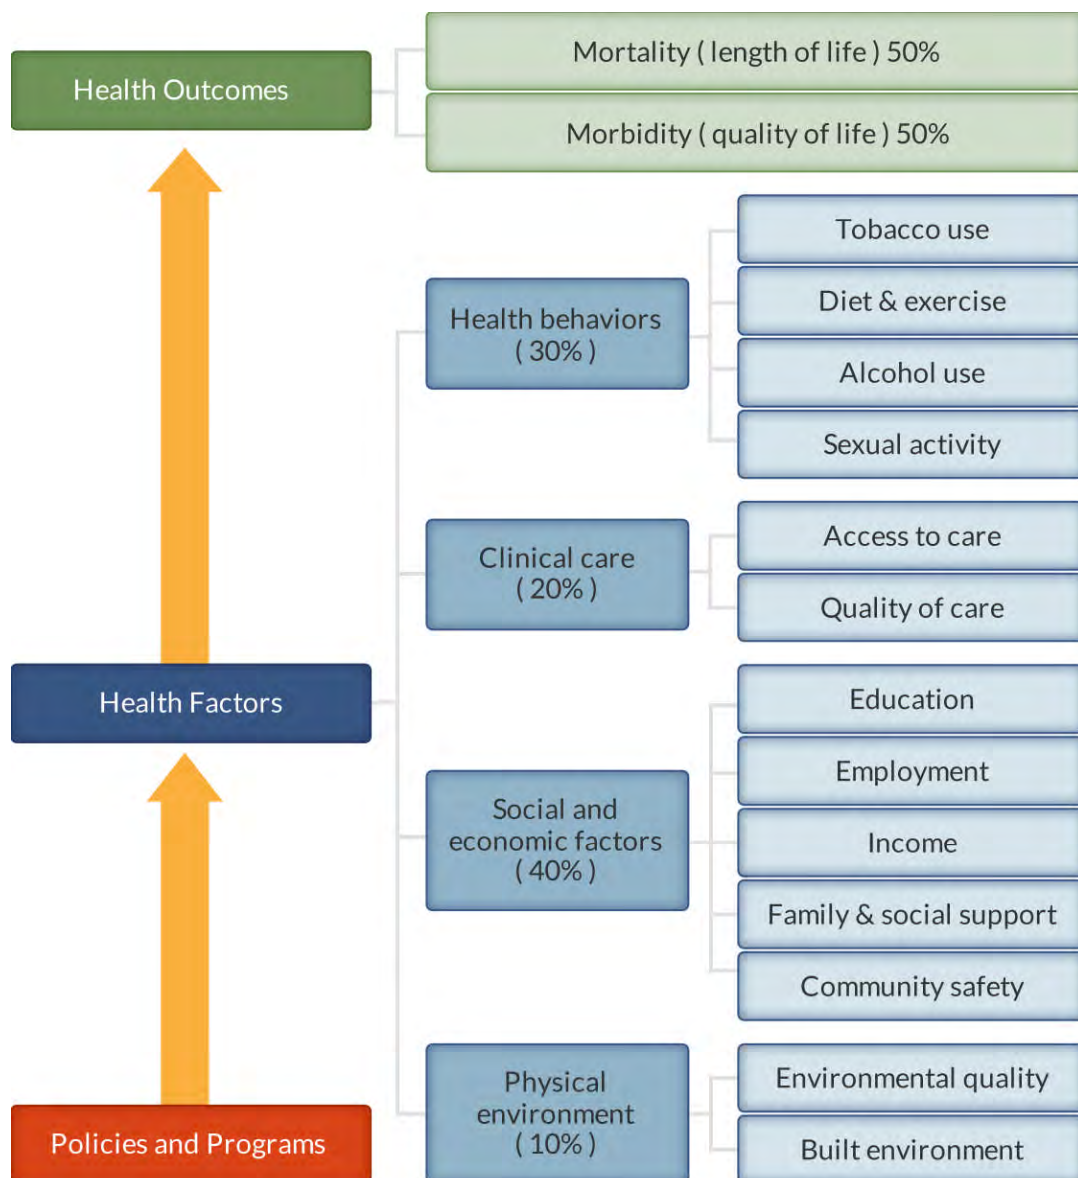 Health Outcomes
Mortality ( length of life ) 50%
Morbidity ( quality of life ) 50%
Health Factors
Health behaviors
( 30% )
Tobacco use
Diet & exercise
Alcohol use
Sexual activity
Clinical care
( 20% )
Access to care
Quality of care
Social and
economic factors
( 40% )
Education
Employment
Income
Family & social support
Community safety
Physical
environment
( 10% )
Environmental quality
Built environment
Policies and Programs